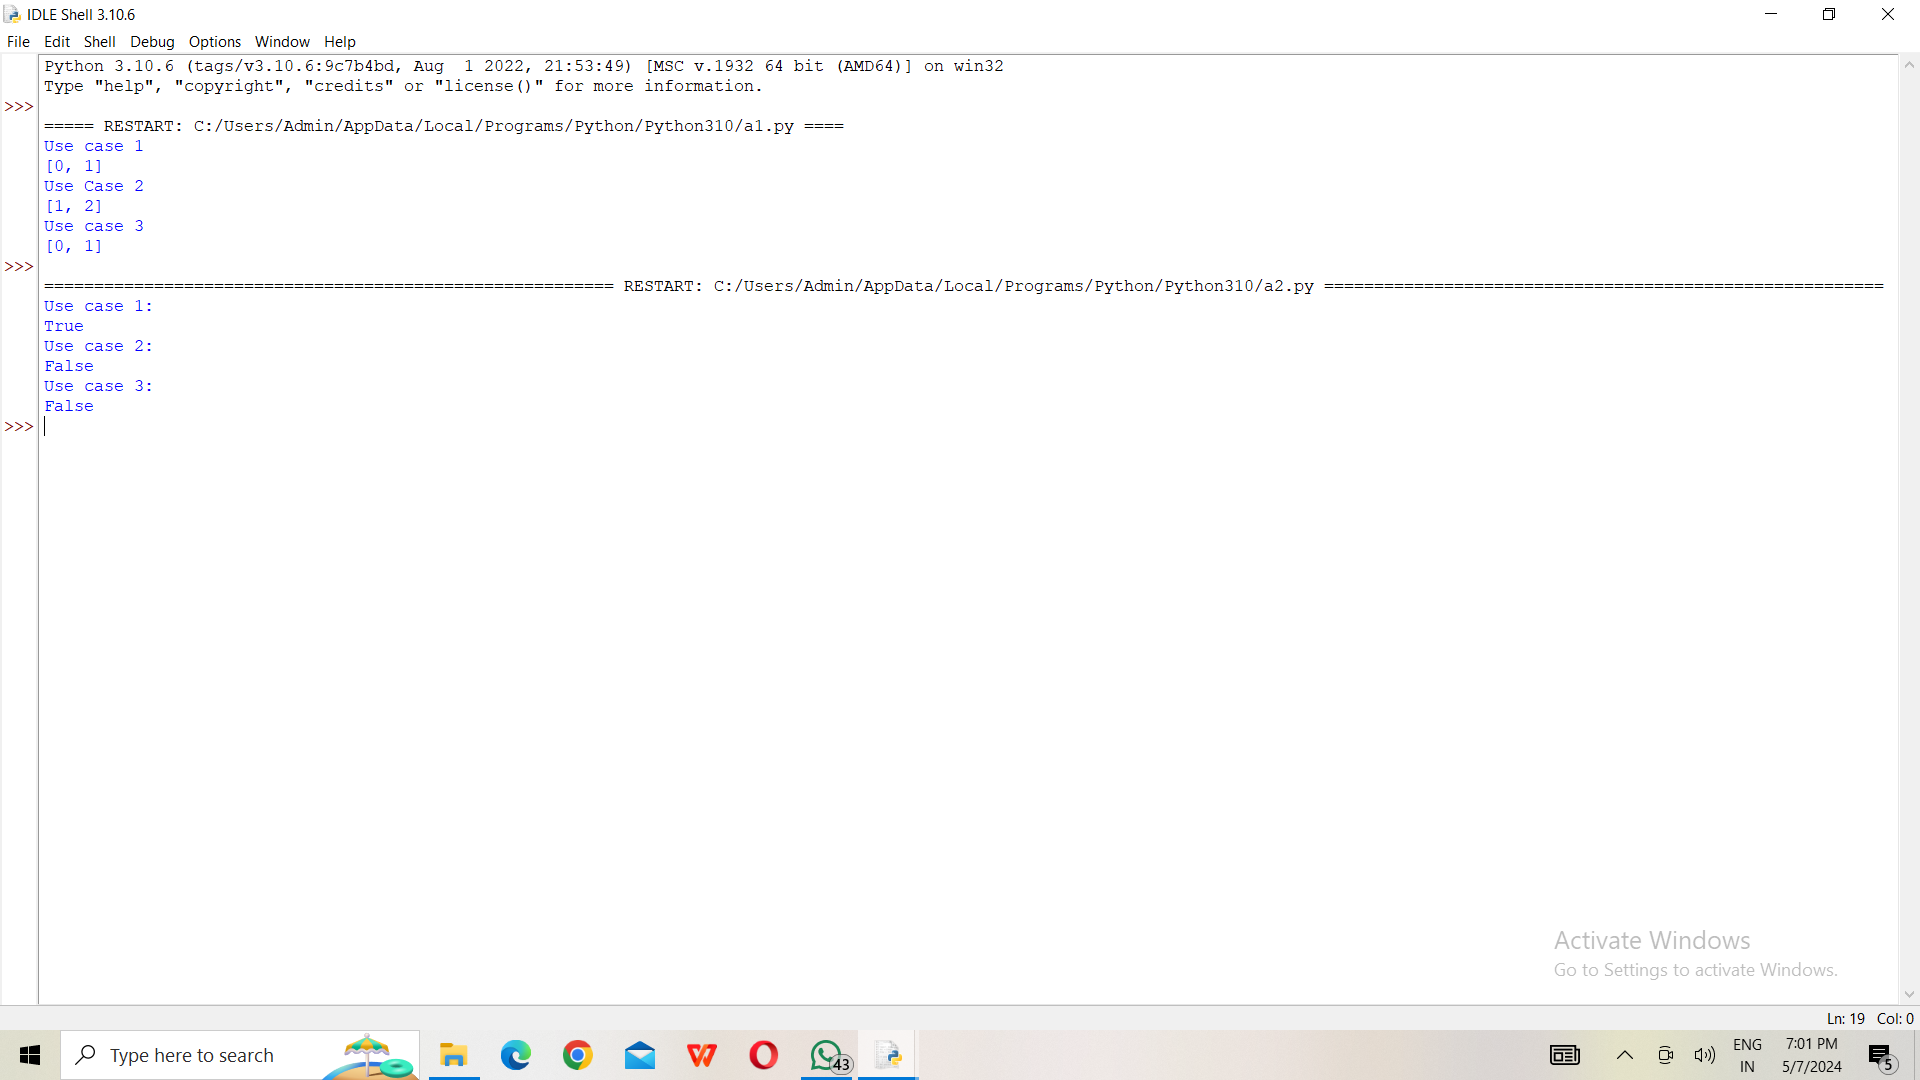 IDLE Shell 3.10.6
File Edit Shell Debug Options Window Help
Python 3.10.6 (tags/v3.10.6:9c7b4bd, Aug  1 2022, 21:53:49) [MSC v.1932 64 bit (AMD64)] on win32
Type "help", "copyright", "credits" or "license()" for more information.
>>>
===== RESTART: C:/Users/Admin/AppData/Local/Programs/Python/Python310/a1.py ====
Use case 1
[0, 1]
Use Case 2
[1, 2]
Use case 3
[0, 1]
>>>
========================================================= RESTART: C:/Users/Admin/AppData/Local/Programs/Python/Python310/a2.py ========================================================
Use case 1:
True
Use case 2:
False
Use case 3:
False
>>>
Activate Windows
Go to Settings to activate Windows.
Ln: 19 Col: 0
Type here to search
43
ENG
IN
7:01 PM
5/7/2024
5